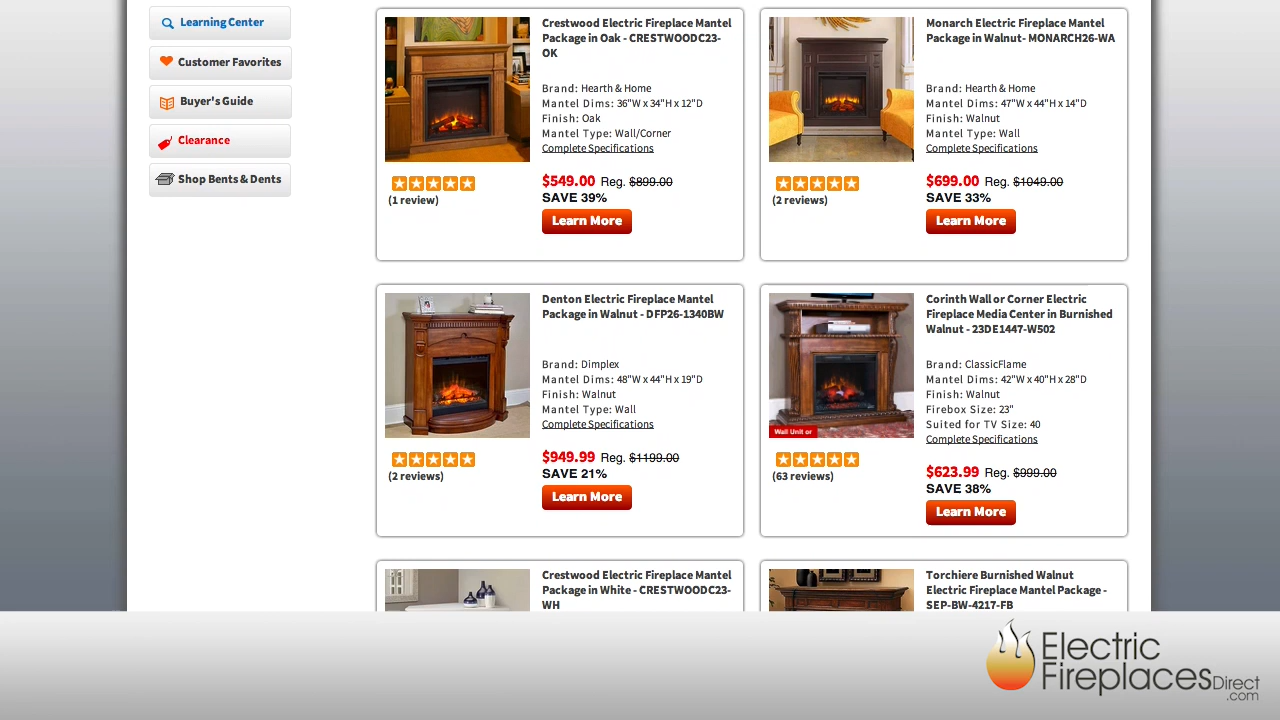 Learning Center
Customer Favorites
Buyer's Guide
Clearance
Shop Bents & Dents
Crestwood Electric Fireplace Mantel
Package in Oak - CRESTWOODC23-
OK
Brand: Hearth & Home
Mantel Dims: 36"W x 34"H x 12"D
Finish: Oak
Mantel Type: Wall/Corner
Complete Specifications
(1 review)
$549.00 Reg. $899.00
SAVE 39%
Learn More
Monarch Electric Fireplace Mantel
Package in Walnut- MONARCH26-WA
Brand: Hearth & Home
Mantel Dims: 47"W x 44"H x 14"D
Finish: Walnut
Mantel Type: Wall
Complete Specifications
(2 reviews)
$699.00 Reg. $1049.00
SAVE 33%
Learn More
Denton Electric Fireplace Mantel
Package in Walnut - DFP26-1340BW
Brand: Dimplex
Mantel Dims: 48"W x 44"H x 19"D
Finish: Walnut
Mantel Type: Wall
Complete Specifications
(2 reviews)
$949.99 Reg. $1199.00
SAVE 21%
Learn More
Corinth Wall or Corner Electric
Fireplace Media Center in Burnished
Walnut - 23DE1447-W502
Brand: ClassicFlame
Mantel Dims: 42"W x 40"H x 28"D
Finish: Walnut
Firebox Size: 23"
Suited for TV Size: 40
Complete Specifications
Wall Unit or
(63 reviews)
$623.99 Reg. $999.00
SAVE 38%
Learn More
Crestwood Electric Fireplace Mantel
Package in White - CRESTWOODC23-
WH
Torchiere Burnished Walnut
Electric Fireplace Mantel Package -
SEP-BW-4217-FB
Electric
FireplacesDirect
.com